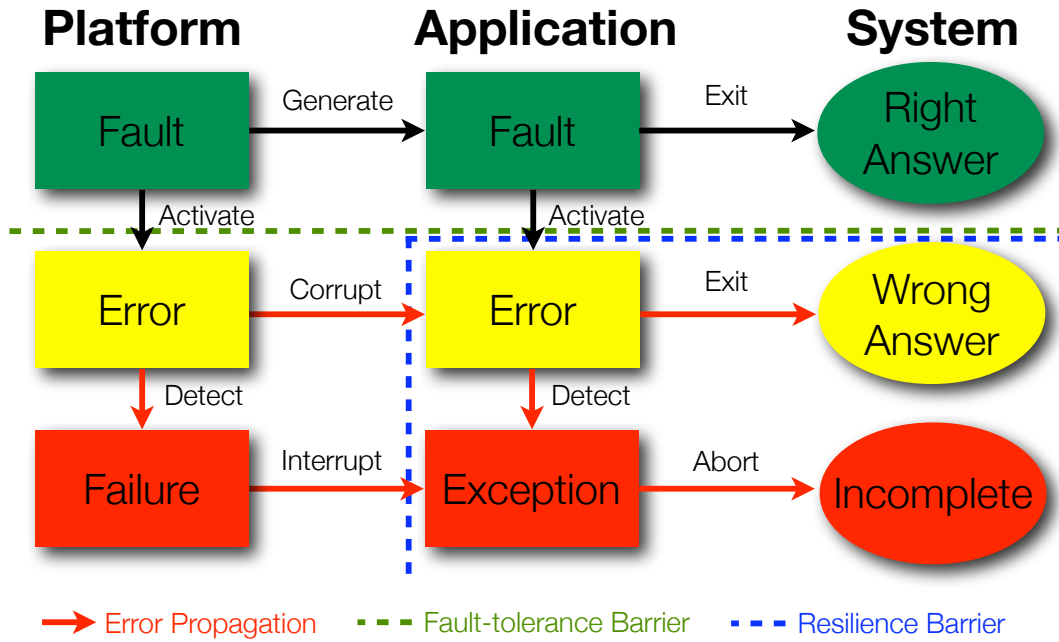 Platform Application System
Generate Exit
Fault Fault Right
Answer
Activate Activate
Corrupt Exit
Error Error Wrong
Answer
Detect Detect
Interrupt Abort
Failure Exception Incomplete
Error Propagation Fault-tolerance Barrier Resilience Barrier